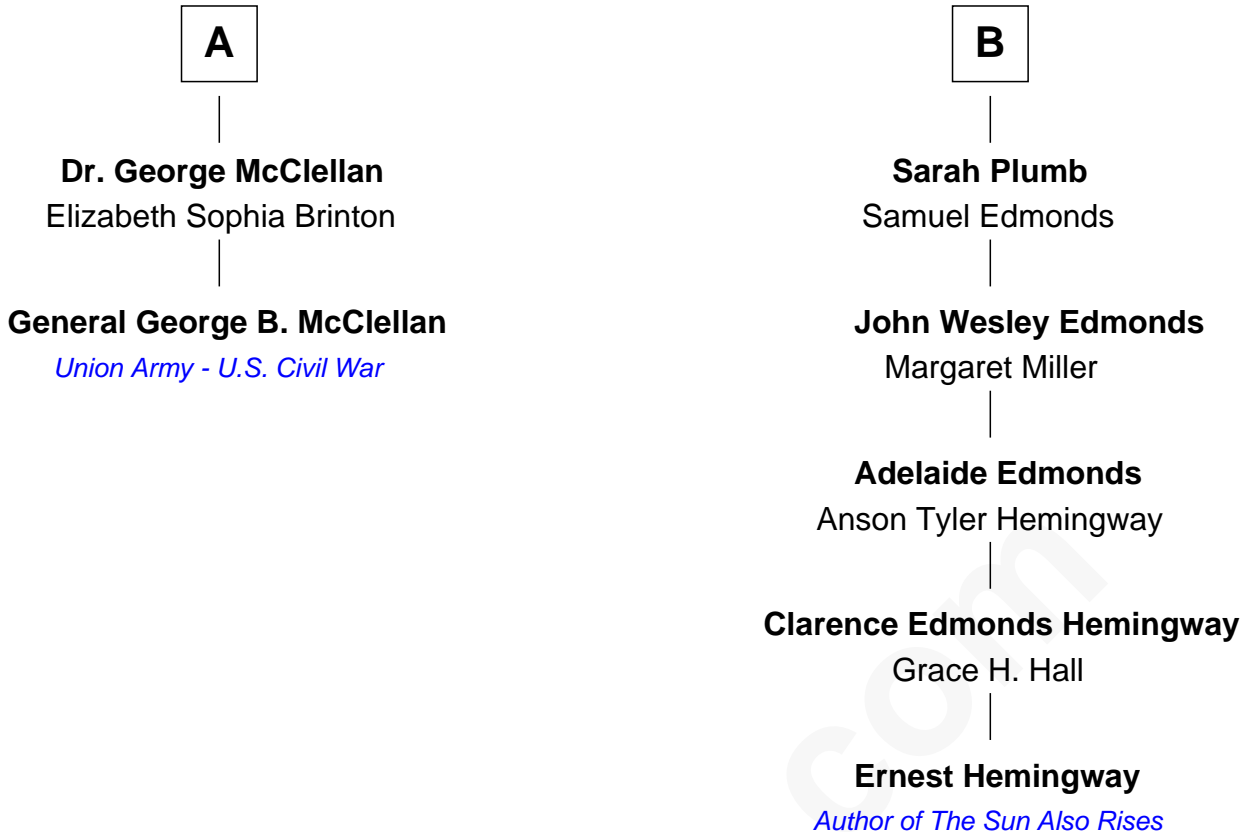 A
Dr. George McClellan
Elizabeth Sophia Brinton
General George B. McClellan
Union Army - U.S. Civil War
B
Sarah Plumb
Samuel Edmonds
John Wesley Edmonds
Margaret Miller
Adelaide Edmonds
Anson Tyler Hemingway
Clarence Edmonds Hemingway
Grace H. Hall
Ernest Hemingway
Author of The Sun Also Rises
com